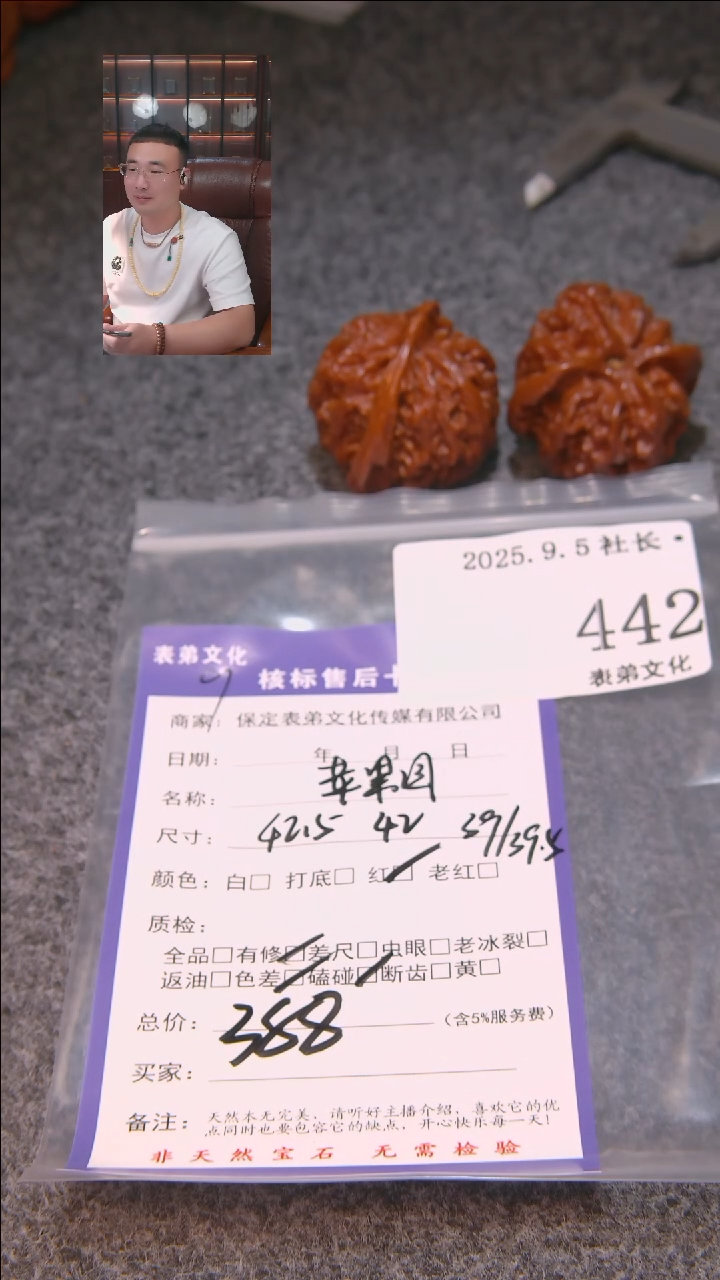 2025.9.5 社长·
442
表弟文化
表弟文化
核标售后卡
商家: 保定表弟文化传媒有限公司
日期: 年 月 日
名称: 苹果园
尺寸: 42.5 42 39/39.5
颜色: 白□ 打底□ 红□ 老红□
质检:
全品□有修□差尺□虫眼□老冰裂□
返油□色差□磕碰□断齿□黄□
总价: 388 (含5%服务费)
买家:
备注: 天然本无完美, 请听好主播介绍, 喜欢它的优
点同时也要包容它的缺点, 开心快乐每一天!
非天然宝石 无需检验